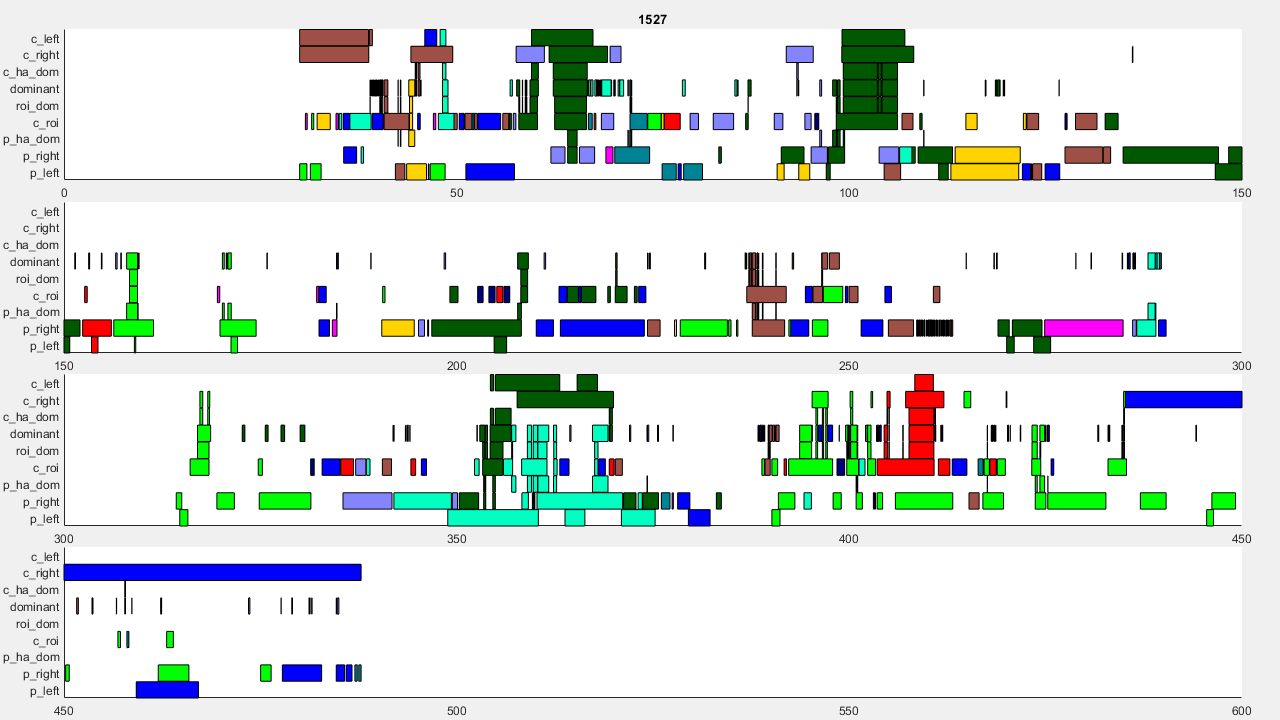 1527
c_left
c_right
c_ha_dom
dominant
roi_dom
c_roi
p_ha_dom
p_right
p_left
0 50 100 150
c_left
c_right
c_ha_dom
dominant
roi_dom
c_roi
p_ha_dom
p_right
p_left
150 200 250 300
c_left
c_right
c_ha_dom
dominant
roi_dom
c_roi
p_ha_dom
p_right
p_left
300 350 400 450
c_left
c_right
c_ha_dom
dominant
roi_dom
c_roi
p_ha_dom
p_right
p_left
450 500 550 600